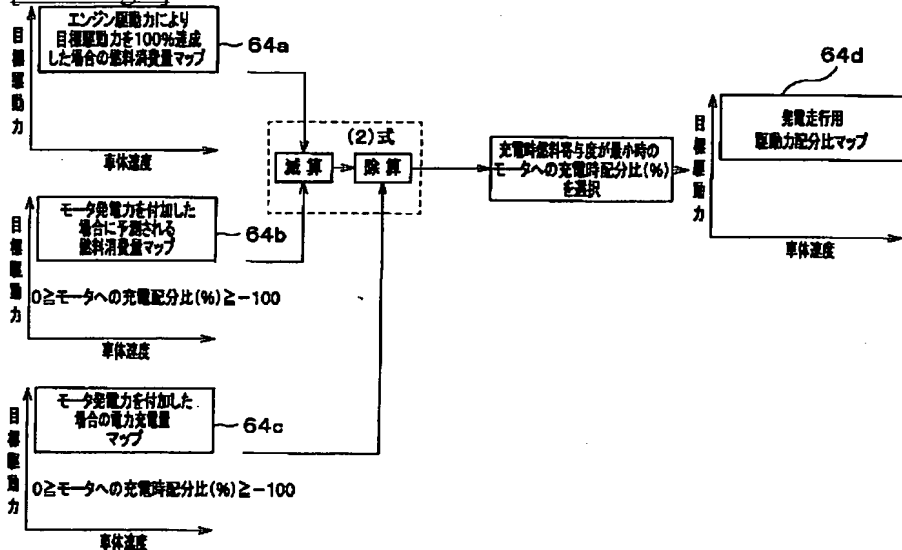 エンジン駆動力により
目標駆動力を100%達成
した場合の燃料消費量マップ
64a
目標駆動力
車体速度
モータ発電力を付加した
場合に予測される
燃料消費量マップ
64b
0≧モータへの充電配分比(%)≧-100
目標駆動力
車体速度
モータ発電力を付加した
場合の電力充電量
マップ
64c
0≧モータへの充電時配分比(%)≧-100
目標駆動力
車体速度
(2)式
減算
除算
充電時燃料寄与度が最小時の
モータへの充電時配分比(%)
を選択
64d
発電走行用
駆動力配分比マップ
目標駆動力
車体速度